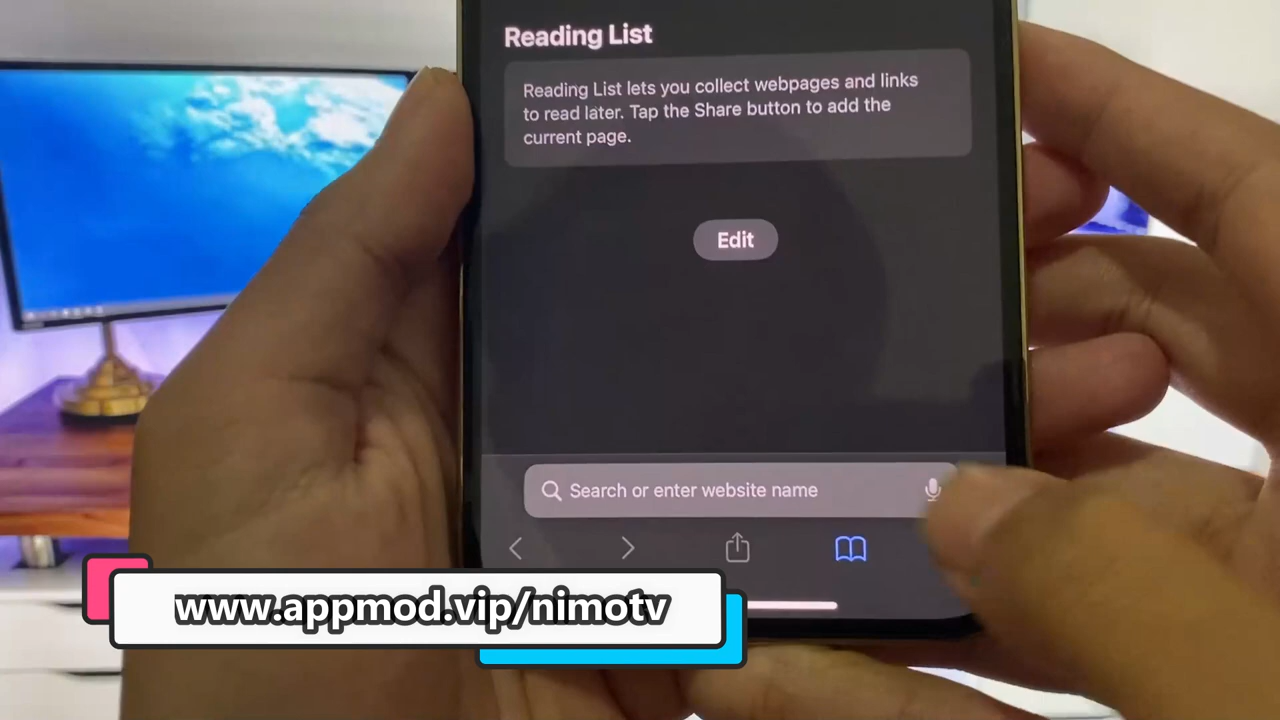 Reading List
Reading List lets you collect webpages and links
to read later. Tap the Share button to add the
current page.
Edit
Search or enter website name
www.appmod.vip/nimotv